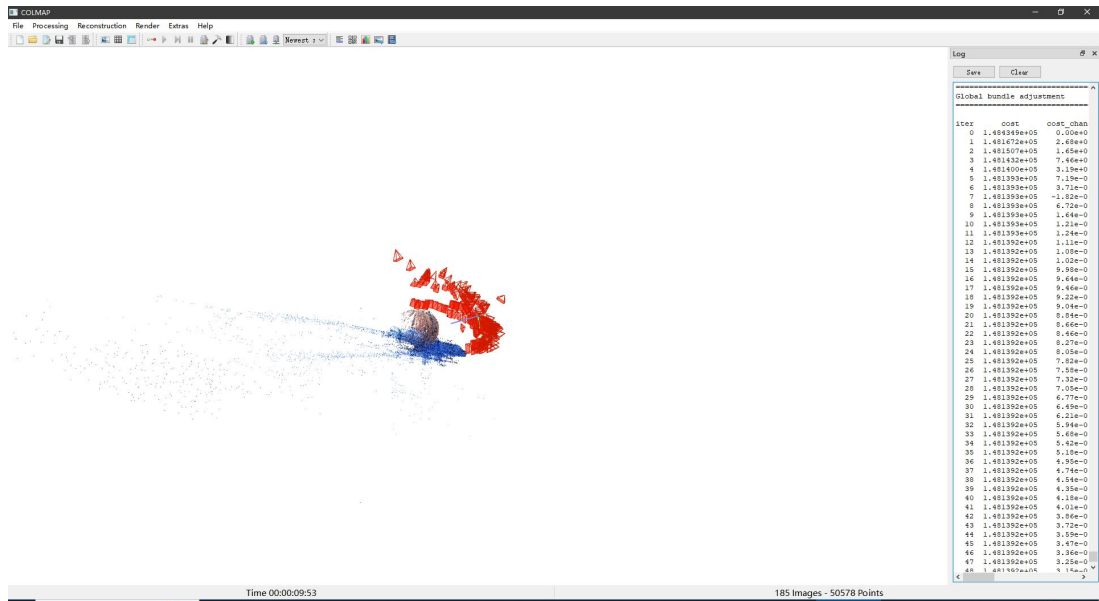 COLMAP
File Processing Reconstruction Render Extras Help
Newest
Log
Save Clear
Global bundle adjustment
iter cost cost_chan
0 1.484349e+05 0.00e+0
1 1.481672e+05 2.68e+0
2 1.481507e+05 1.65e+0
3 1.481432e+05 7.46e+0
4 1.481400e+05 3.19e+0
5 1.481393e+05 7.19e-0
6 1.481393e+05 3.71e-0
7 1.481393e+05 -1.82e-0
8 1.481393e+05 6.72e-0
9 1.481393e+05 1.64e-0
10 1.481393e+05 1.21e-0
11 1.481393e+05 1.24e-0
12 1.481392e+05 1.11e-0
13 1.481392e+05 1.08e-0
14 1.481392e+05 1.02e-0
15 1.481392e+05 9.98e-0
16 1.481392e+05 9.64e-0
17 1.481392e+05 9.46e-0
18 1.481392e+05 9.22e-0
19 1.481392e+05 9.04e-0
20 1.481392e+05 8.84e-0
21 1.481392e+05 8.66e-0
22 1.481392e+05 8.46e-0
23 1.481392e+05 8.27e-0
24 1.481392e+05 8.05e-0
25 1.481392e+05 7.82e-0
26 1.481392e+05 7.58e-0
27 1.481392e+05 7.32e-0
28 1.481392e+05 7.05e-0
29 1.481392e+05 6.77e-0
30 1.481392e+05 6.49e-0
31 1.481392e+05 6.21e-0
32 1.481392e+05 5.94e-0
33 1.481392e+05 5.68e-0
34 1.481392e+05 5.42e-0
35 1.481392e+05 5.18e-0
36 1.481392e+05 4.95e-0
37 1.481392e+05 4.74e-0
38 1.481392e+05 4.54e-0
39 1.481392e+05 4.35e-0
40 1.481392e+05 4.18e-0
41 1.481392e+05 4.01e-0
42 1.481392e+05 3.86e-0
43 1.481392e+05 3.72e-0
44 1.481392e+05 3.59e-0
45 1.481392e+05 3.47e-0
46 1.481392e+05 3.36e-0
47 1.481392e+05 3.25e-0
48 1.481392e+05 3.15e-0
Time 00:00:09:53
185 Images - 50578 Points